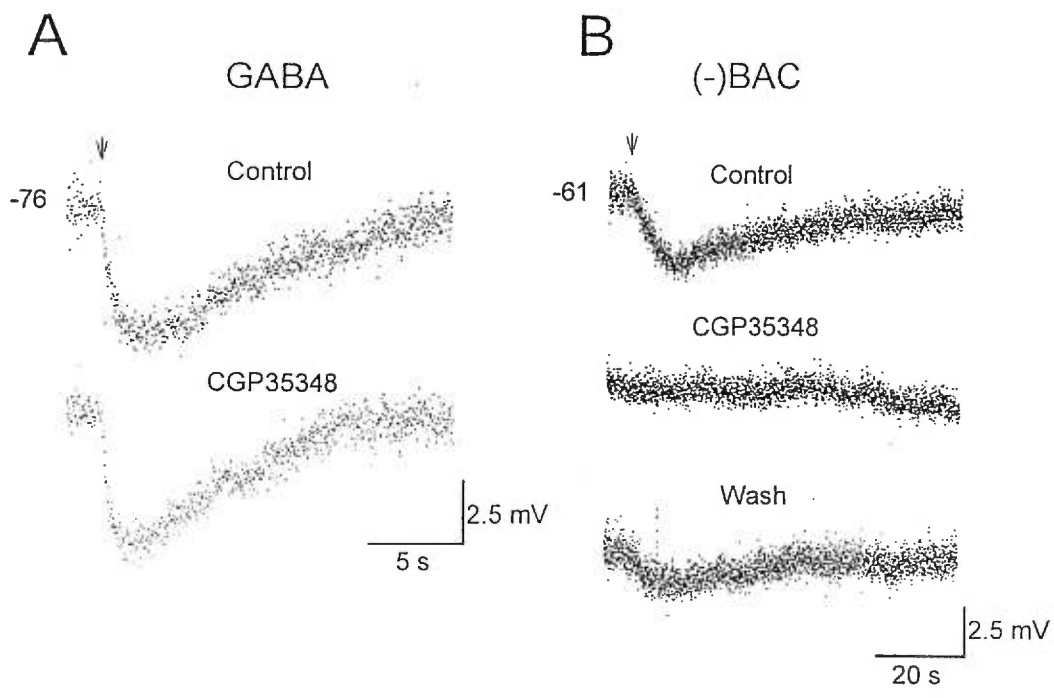 A
GABA
Control
-76
CGP35348
2.5 mV
5 s
B
(-)BAC
Control
-61
CGP35348
Wash
2.5 mV
20 s